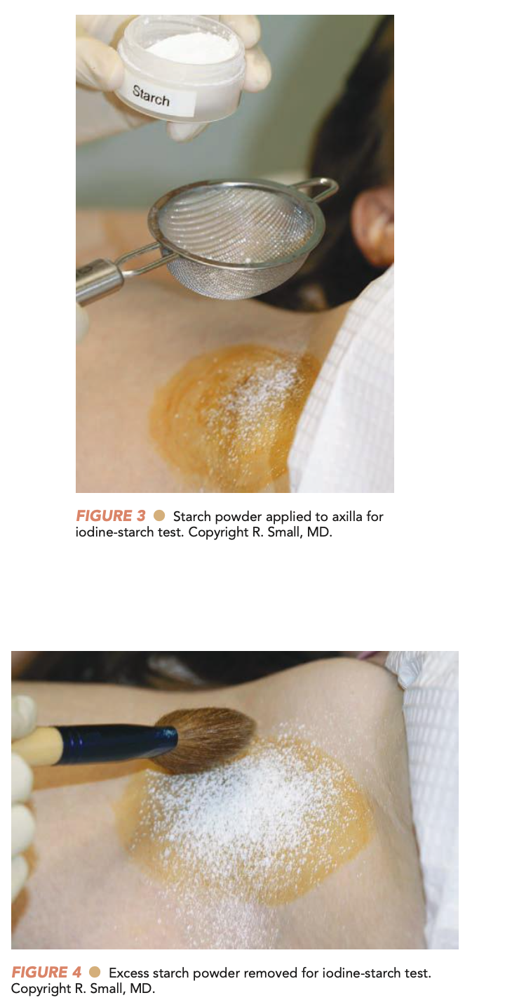 Starch
FIGURE 3 ● Starch powder applied to axilla for
iodine-starch test. Copyright R. Small, MD.
FIGURE 4 ● Excess starch powder removed for iodine-starch test.
Copyright R. Small, MD.